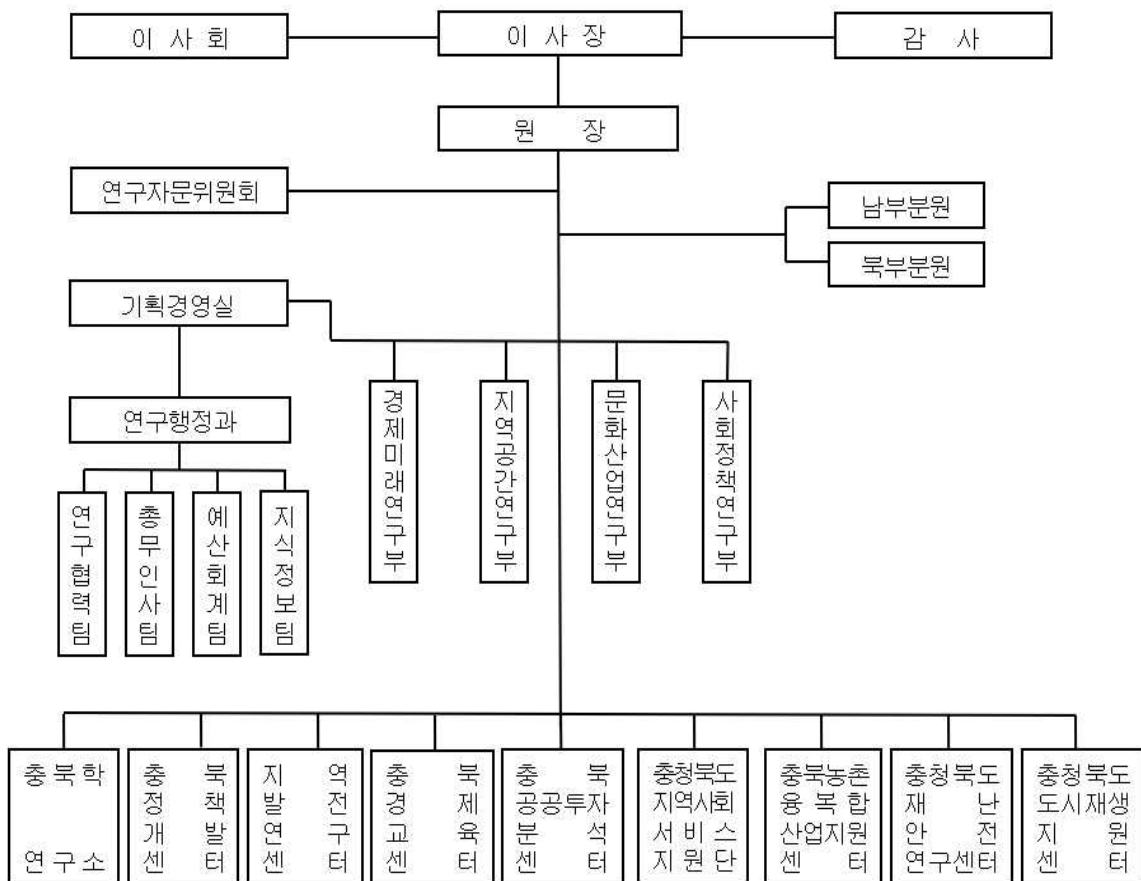 이 사 회
이 사 장
감 사
원 장
연구자문위원회
남부분원
북부분원
기획경영실
연구행정과
경제미래연구부
지역공간연구부
문화산업연구부
사회정책연구부
연구협력팀
총무인사팀
예산회계팀
지식정보팀
충 북 학
연 구 소
충 북
정 책
개 발
센 터
지 역
발 전
연 구
센 터
충 북
경 제
교 육
센 터
충 북
공공투자
분 석
센 터
충청북도
지역사회
서 비 스
지 원 단
충북농촌
융 복 합
산업지원
센 터
충청북도
재 난
안 전
연구센터
충청북도
도시재생
지 원
센 터